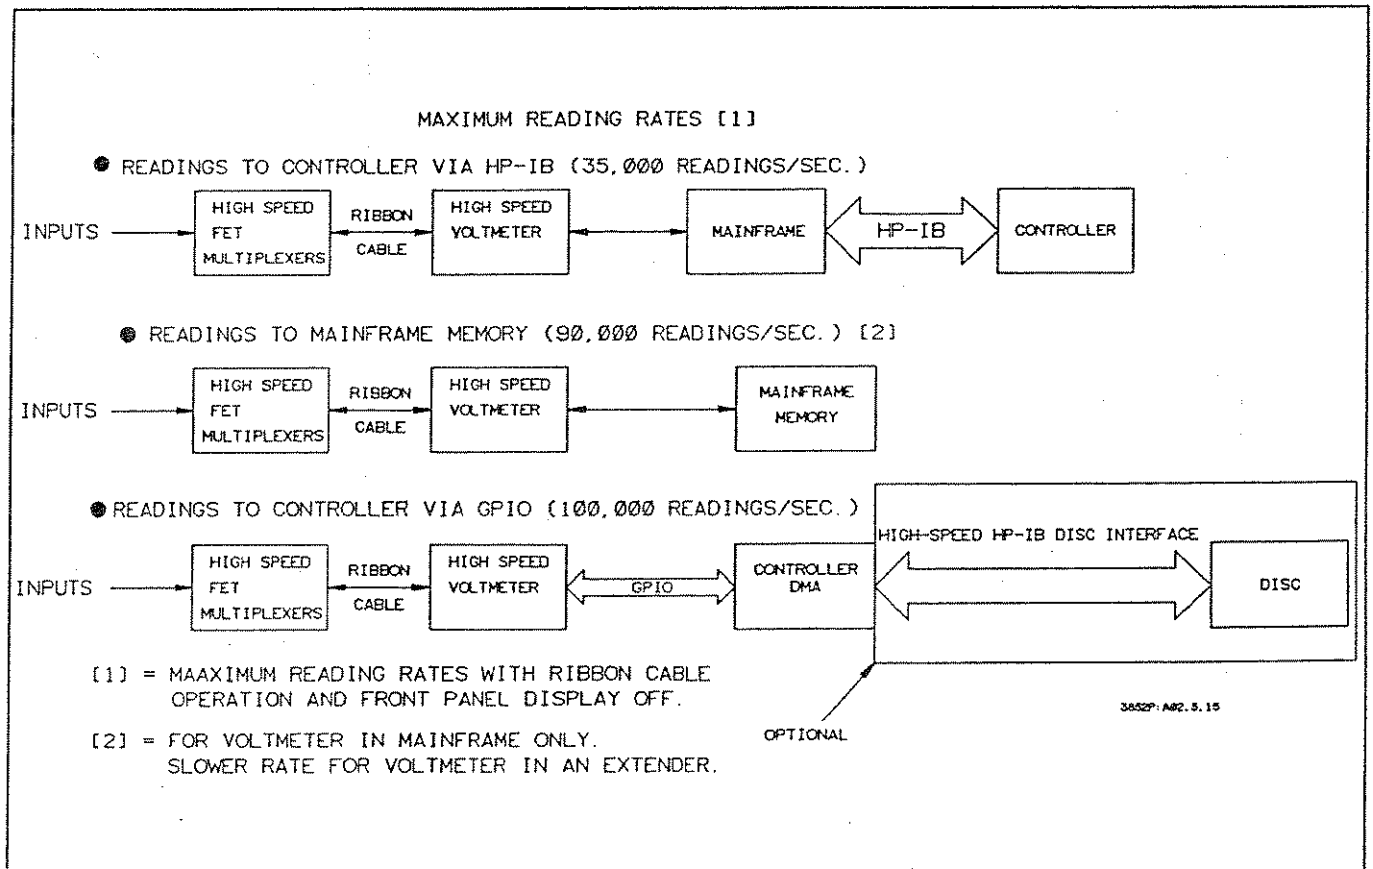 MAXIMUM READING RATES [1]
● READINGS TO CONTROLLER VIA HP-IB (35,000 READINGS/SEC.)
INPUTS
HIGH SPEED
FET
MULTIPLEXERS
RIBBON
CABLE
HIGH SPEED
VOLTMETER
MAINFRAME
HP-IB
CONTROLLER
● READINGS TO MAINFRAME MEMORY (90,000 READINGS/SEC.) [2]
INPUTS
HIGH SPEED
FET
MULTIPLEXERS
RIBBON
CABLE
HIGH SPEED
VOLTMETER
MAINFRAME
MEMORY
● READINGS TO CONTROLLER VIA GPIO (100,000 READINGS/SEC.)
INPUTS
HIGH SPEED
FET
MULTIPLEXERS
RIBBON
CABLE
HIGH SPEED
VOLTMETER
GPIO
CONTROLLER
DMA
HIGH-SPEED HP-IB DISC INTERFACE
DISC
OPTIONAL
3852P:A02.5.15
[1] = MAAXIMUM READING RATES WITH RIBBON CABLE
OPERATION AND FRONT PANEL DISPLAY OFF.
[2] = FOR VOLTMETER IN MAINFRAME ONLY.
SLOWER RATE FOR VOLTMETER IN AN EXTENDER.